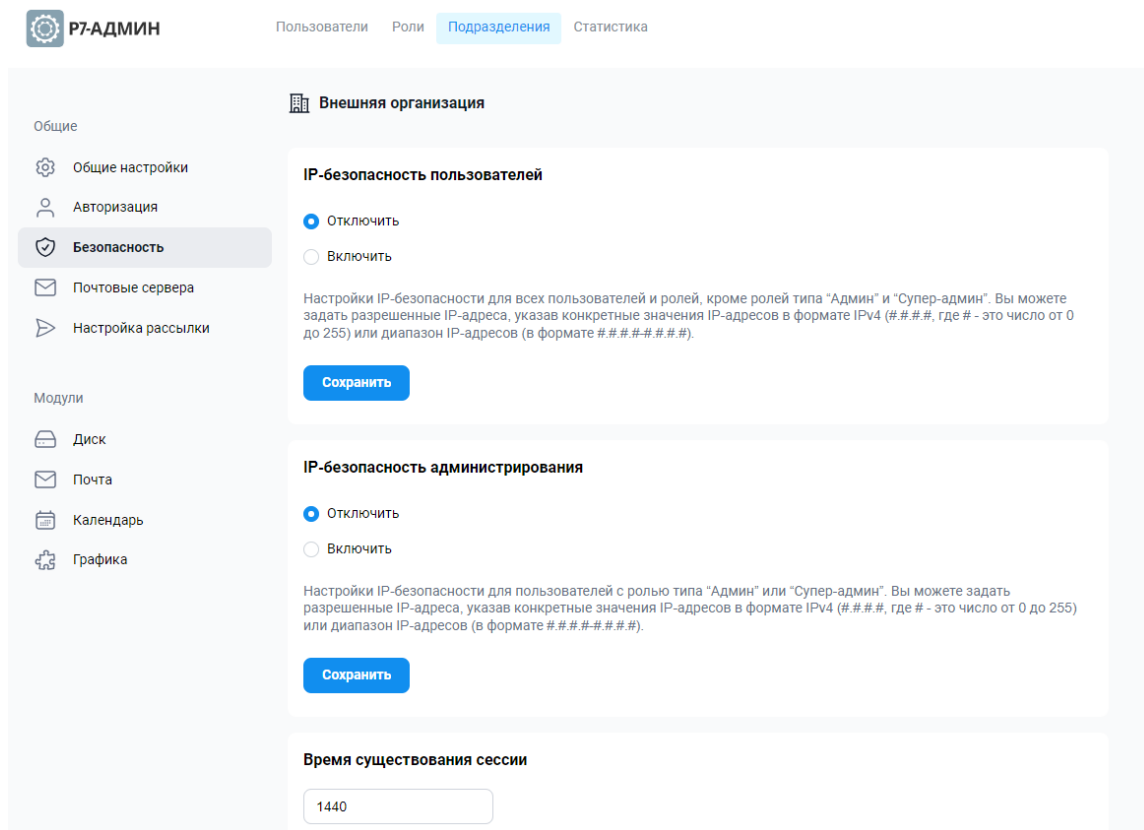 Р7-АДМИН
Пользователи Роли Подразделения Статистика
Общие
Общие настройки
Авторизация
Безопасность
Почтовые сервера
Настройка рассылки
Модули
Диск
Почта
Календарь
Графика
Внешняя организация
IP-безопасность пользователей
Отключить
Включить
Настройки IP-безопасности для всех пользователей и ролей, кроме ролей типа “Админ” и “Супер-админ”. Вы можете
задать разрешенные IP-адреса, указав конкретные значения IP-адресов в формате IPv4 (#.#.#.#, где # - это число от 0
до 255) или диапазон IP-адресов (в формате #.#.#.#-#.#.#.#).
Сохранить
IP-безопасность администрирования
Отключить
Включить
Настройки IP-безопасности для пользователей с ролью типа “Админ” или “Супер-админ”. Вы можете задать
разрешенные IP-адреса, указав конкретные значения IP-адресов в формате IPv4 (#.#.#.#, где # - это число от 0 до 255)
или диапазон IP-адресов (в формате #.#.#.#-#.#.#.#).
Сохранить
Время существования сессии
1440